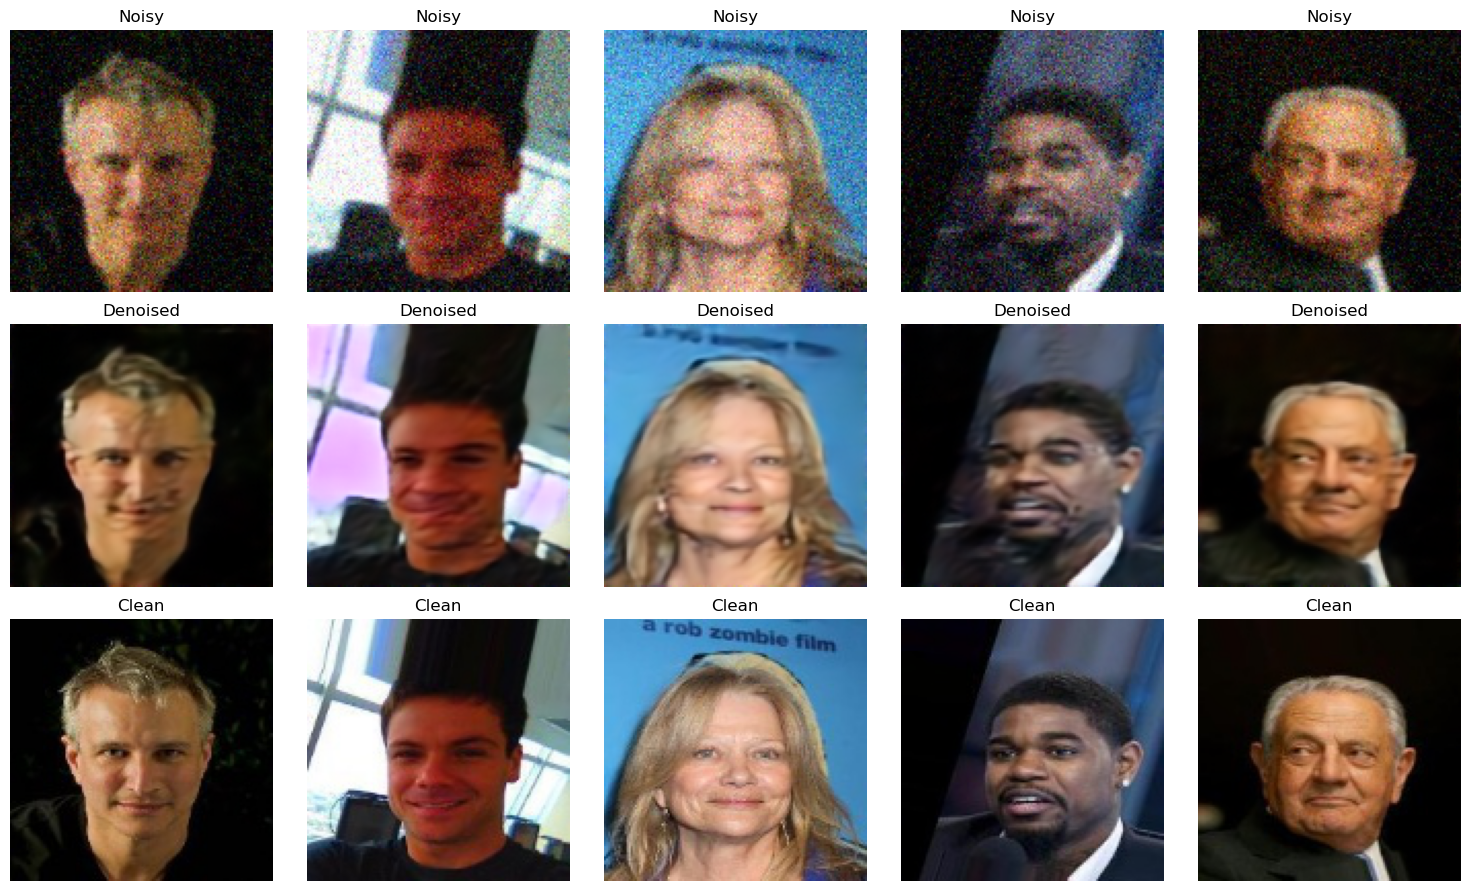 Noisy Noisy Noisy Noisy Noisy
Denoised Denoised Denoised Denoised Denoised
Clean Clean Clean Clean Clean
a rob zombie film